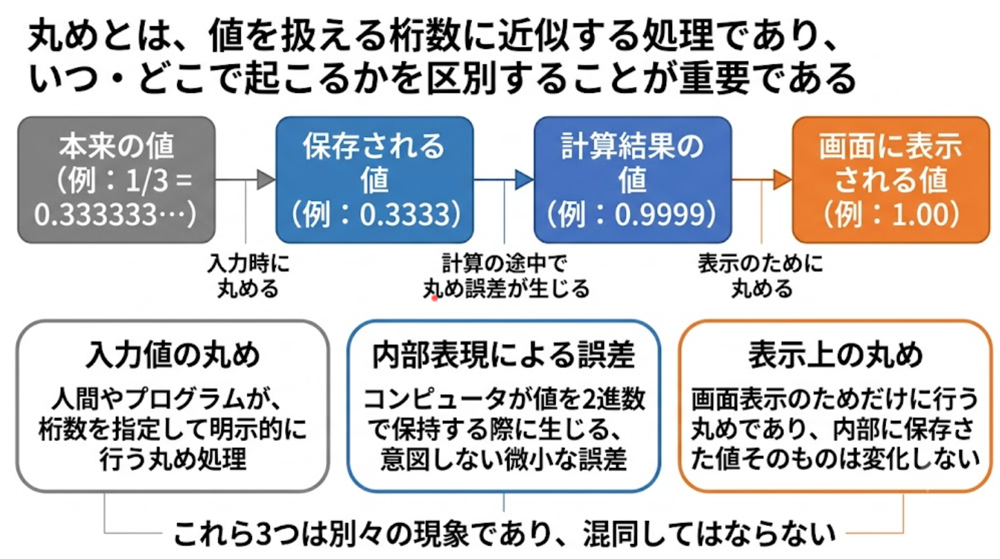 丸めとは、値を扱える桁数に近似する処理であり、
いつ・どこで起こるかを区別することが重要である
本来の値
（例：1/3 =
0.333333…）
保存される
値
（例：0.3333）
計算結果の
値
（例：0.9999）
画面に表示
される値
（例：1.00）
入力時に
丸める
計算の途中で
丸め誤差が生じる
表示のために
丸める
入力値の丸め
人間やプログラムが、
桁数を指定して明示的に
行う丸め処理
内部表現による誤差
コンピュータが値を2進数
で保持する際に生じる、
意図しない微小な誤差
表示上の丸め
画面表示のためだけに行う
丸めであり、内部に保存さ
た値そのものは変化しない
これら3つは別々の現象であり、混同してはならない